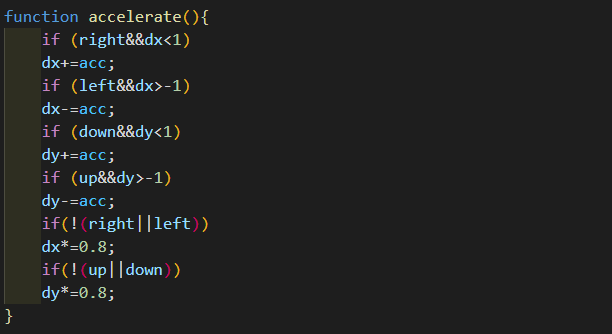 function accelerate(){
if (right&&dx<1)
dx+=acc;
if (left&&dx>-1)
dx-=acc;
if (down&&dy<1)
dy+=acc;
if (up&&dy>-1)
dy-=acc;
if(!(right||left))
dx*=0.8;
if(!(up||down))
dy*=0.8;
}